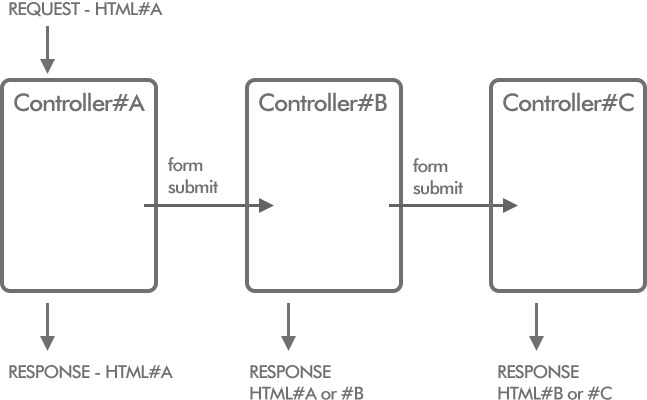 REQUEST - HTML#A
Controller#A
Controller#B
Controller#C
form
submit
form
submit
RESPONSE - HTML#A
RESPONSE
HTML#A or #B
RESPONSE
HTML#B or #C